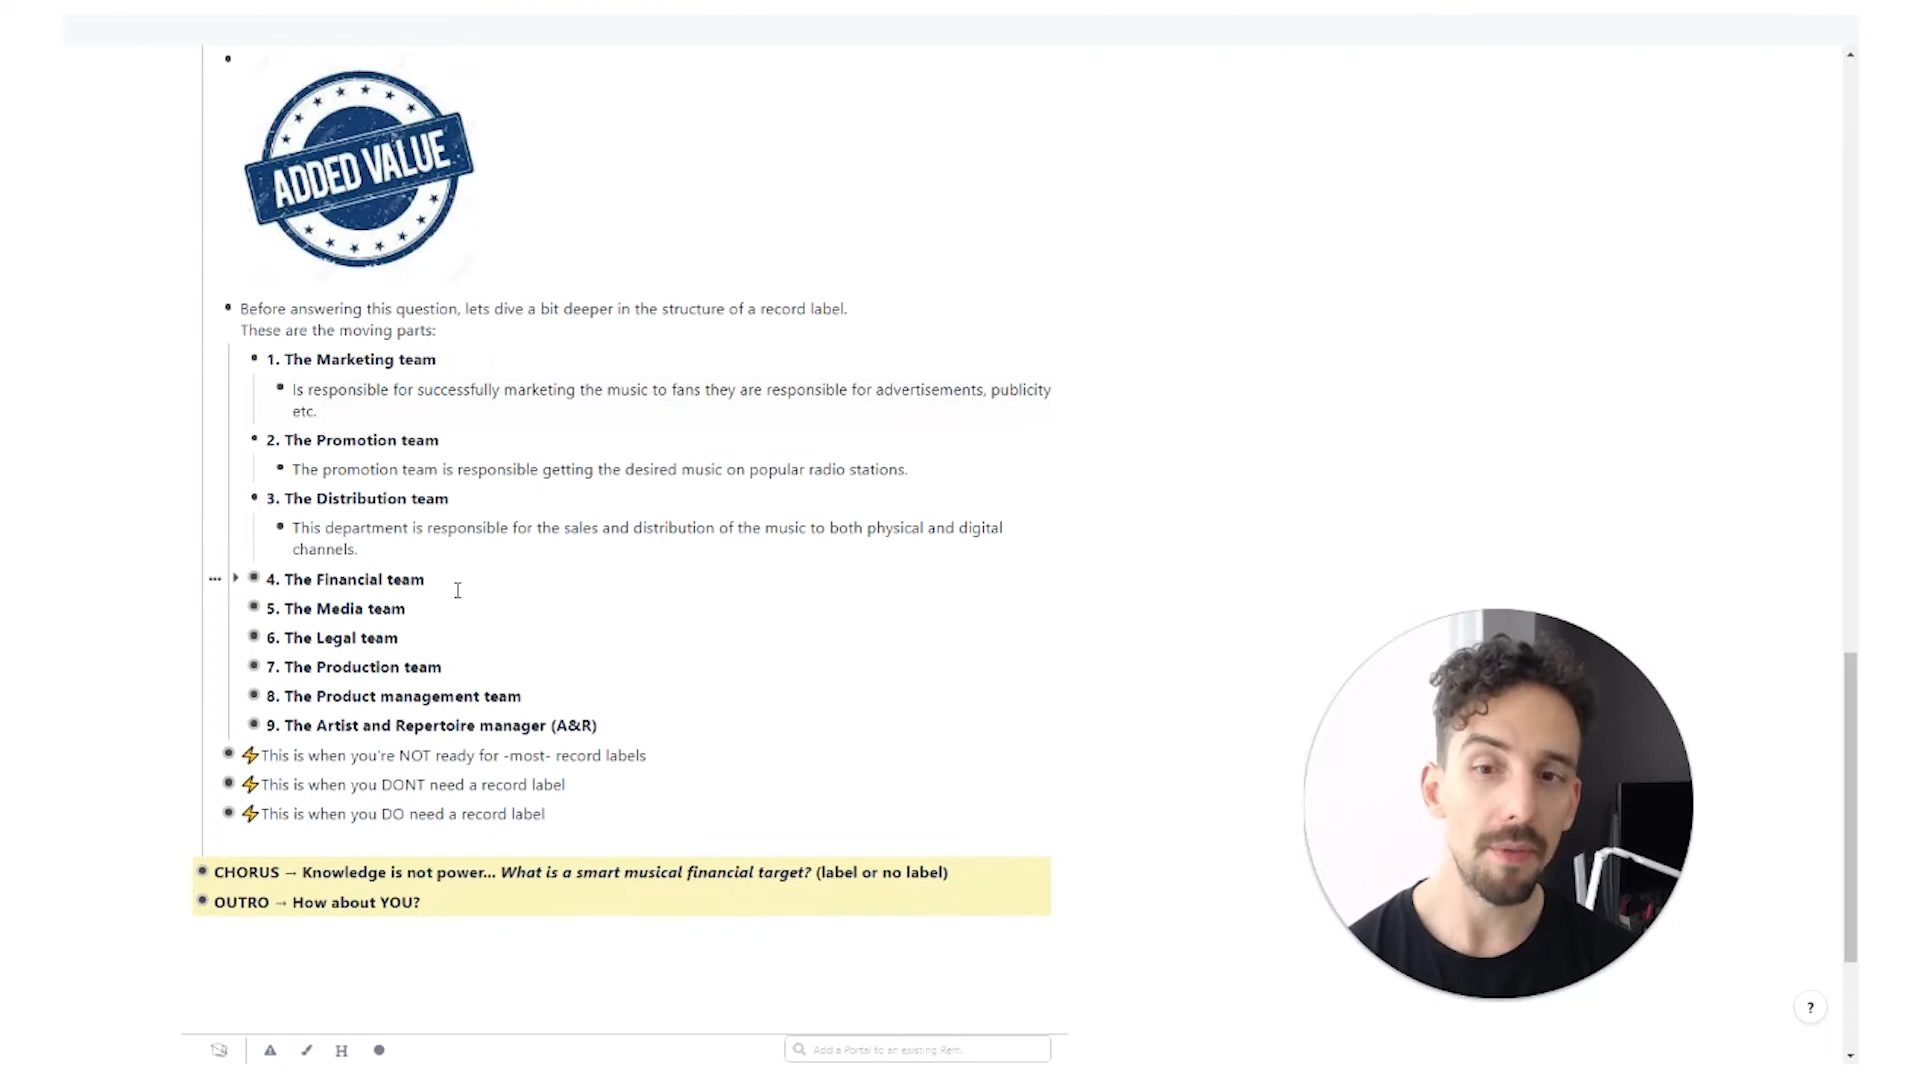 ADDED VALUE
Before answering this question, lets dive a bit deeper in the structure of a record label.
These are the moving parts:
1. The Marketing team
Is responsible for successfully marketing the music to fans they are responsible for advertisements, publicity
etc.
2. The Promotion team
The promotion team is responsible getting the desired music on popular radio stations.
3. The Distribution team
This department is responsible for the sales and distribution of the music to both physical and digital
channels.
4. The Financial team
5. The Media team
6. The Legal team
7. The Production team
8. The Product management team
9. The Artist and Repertoire manager (A&R)
⚡This is when you're NOT ready for -most- record labels
⚡This is when you DONT need a record label
⚡This is when you DO need a record label
CHORUS → Knowledge is not power... What is a smart musical financial target? (label or no label)
OUTRO → How about YOU?
?
H
Add a Portal to an existing Rem.